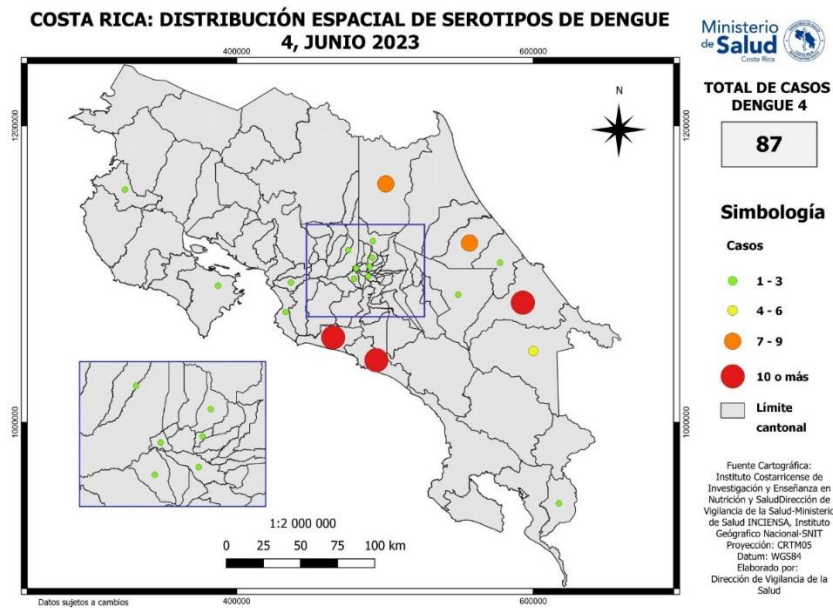 COSTA RICA: DISTRIBUCIÓN ESPACIAL DE SEROTIPOS DE DENGUE
4, JUNIO 2023
Ministerio
de Salud
Costa Rica
TOTAL DE CASOS
DENGUE 4
87
400000
600000
N
1200000
1200000
1000000
1000000
Simbología
Casos
1 - 3
4 - 6
7 - 9
10 o más
Límite
cantonal
1:2 000 000
0 25 50 75 100 km
Fuente Cartográfica:
Instituto Costarricense de
Investigación y Enseñanza en
Nutrición y SaludDirección de
Vigilancia de la Salud-Ministerio
de Salud INCIENSA, Instituto
Geógrafico Nacional-SNIT
Proyección: CRTM05
Datum: WGS84
Elaborado por:
Dirección de Vigilancia de la
Salud
Datos sujetos a cambios
400000
600000